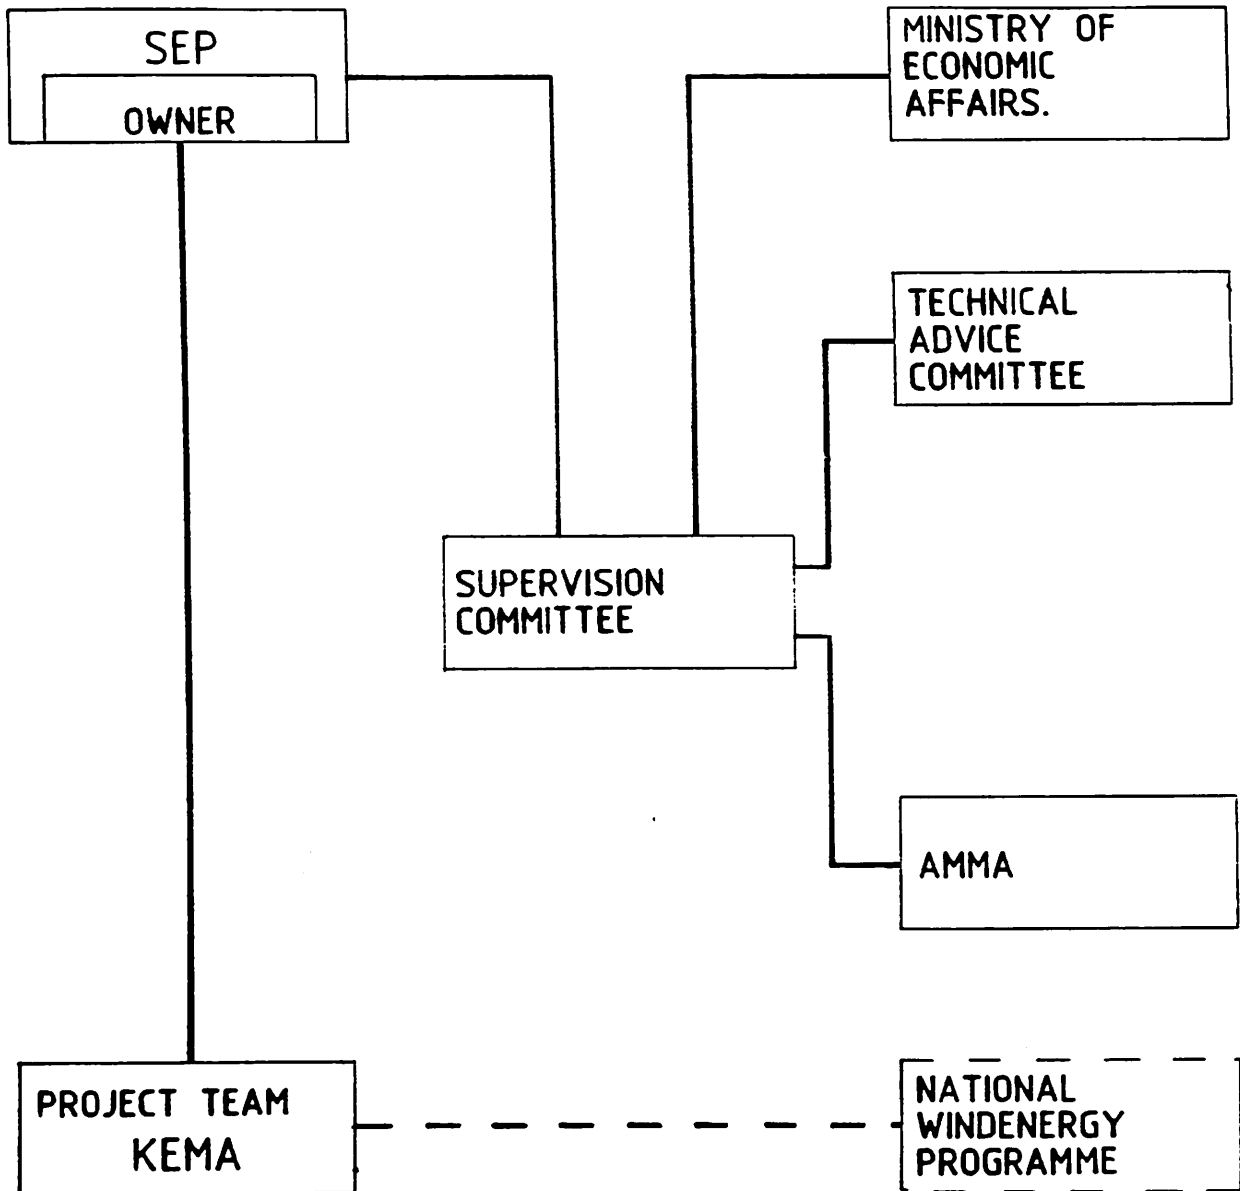 SEP
OWNER
MINISTRY OF
ECONOMIC
AFFAIRS.
TECHNICAL
ADVICE
COMMITTEE
SUPERVISION
COMMITTEE
AMMA
PROJECT TEAM
KEMA
NATIONAL
WINDENERGY
PROGRAMME